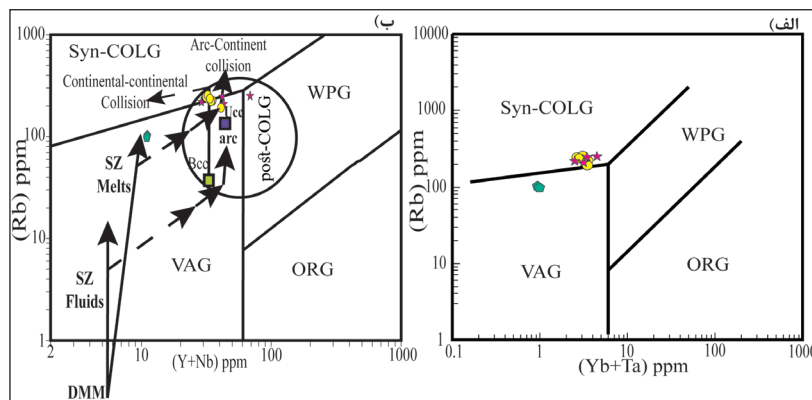 ب)
1000
100
10
1
(Rb) ppm
Syn-COLG
Arc-Continent
collision
Continental-continental
Collision
WPG
Ucc
arc
Bcc
post-COLG
SZ
Melts
VAG
ORG
SZ
Fluids
DMM
2
10
100
1000
(Y+Nb) ppm
الف)
10000
1000
100
10
1
(Rb) ppm
Syn-COLG
WPG
VAG
ORG
0.1
1
10
100
1000
(Yb+Ta) ppm